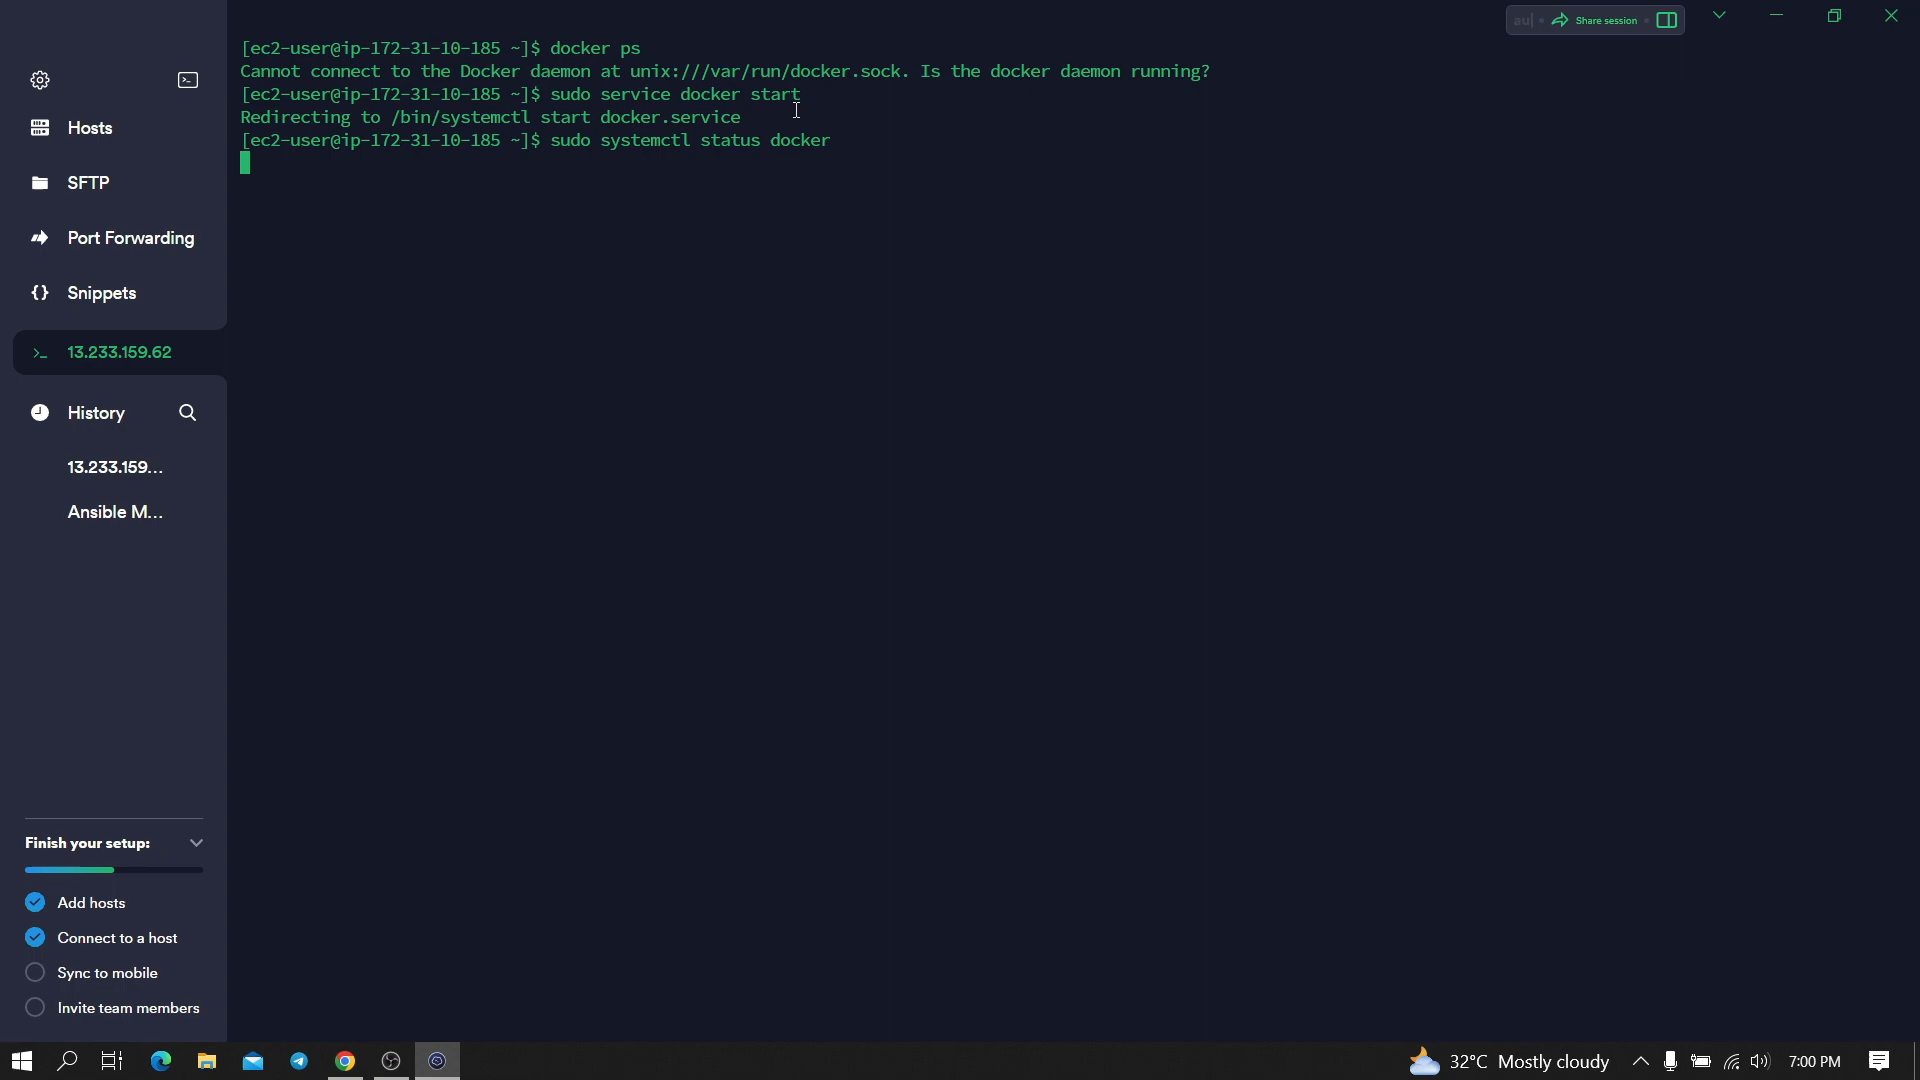 au
Share session
[ec2-user@ip-172-31-10-185 ~]$ docker ps
Cannot connect to the Docker daemon at unix:///var/run/docker.sock. Is the docker daemon running?
[ec2-user@ip-172-31-10-185 ~]$ sudo service docker start
Redirecting to /bin/systemctl start docker.service
[ec2-user@ip-172-31-10-185 ~]$ sudo systemctl status docker
Hosts
SFTP
Port Forwarding
Snippets
13.233.159.62
History
13.233.159...
Ansible M...
Finish your setup:
Add hosts
Connect to a host
Sync to mobile
Invite team members
32°C Mostly cloudy
7:00 PM